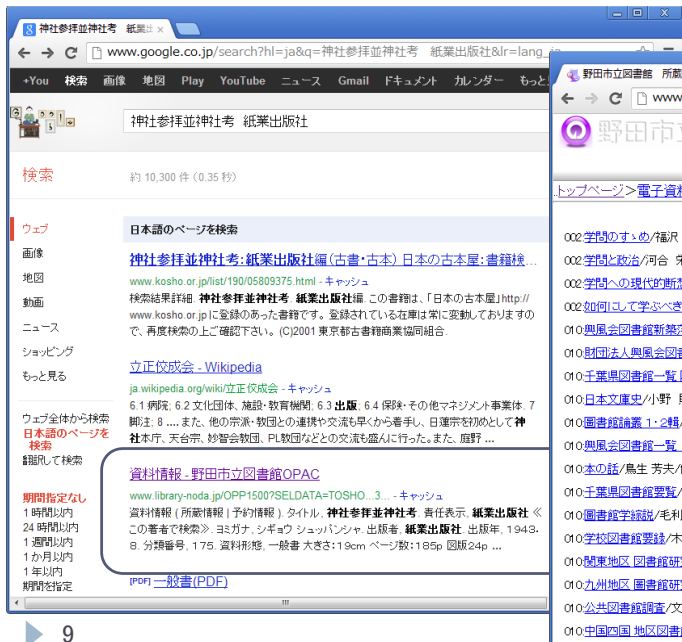 神社参拝並神社考 紙業出
www.google.co.jp/search?hl=ja&q=神社参拝並神社考 紙業出版社&lr=lang_
+You 検索 画像 地図 Play YouTube ニュース Gmail ドキュメント カレンダー もっと
神社参拝並神社考 紙業出版社
検索
約 10,300 件 (0.35 秒)
ウェブ
画像
地図
動画
ニュース
ショッピング
もっと見る
ウェブ全体から検索
日本語のページを
検索
翻訳して検索
期間指定なし
1 時間以内
24 時間以内
1 週間以内
1 か月以内
1 年以内
期間を指定
日本語のページを検索
神社参拝並神社考:紙業出版社編(古書・古本) 日本の古本屋:書籍検...
www.kosho.or.jp/list/190/05809375.html - キャッシュ
検索結果詳細. 神社参拝並神社考. 紙業出版社編. この書籍は、「日本の古本屋」http://
www.kosho.or.jp に登録のあった書籍です。登録されている在庫は常に変動しておりますの
で、再度検索の上ご確認下さい。 (C)2001 東京都古書籍商業協同組合.
立正佼成会 - Wikipedia
ja.wikipedia.org/wiki/立正佼成会 - キャッシュ
6.1 病院; 6.2 文化団体、施設・教育機関; 6.3 出版; 6.4 保険・その他マネジメント事業体. 7
脚注; 8 .... また、他の宗派・教団との連携や交流も早くから着手し、日蓮宗を初めとして神
社本庁、天台宗、妙智会教団、PL教団などとの交流も盛んに行った。また、庭野 ...
資料情報 - 野田市立図書館OPAC
www.library-noda.jp/OPP1500?SELDATA=TOSHO...3... - キャッシュ
資料情報 ( 所蔵情報 | 予約情報 ). タイトル, 神社参拝並神社考. 責任表示, 紙業出版社 ≪
この著者で検索≫. ヨミガナ, シギョウ シュッパンシャ. 出版者, 紙業出版社. 出版年, 1943.
8. 分類番号, 175. 資料形態, 一般書 大きさ:19cm ページ数:185p 図版24p ...
[PDF] 一般書(PDF)
野田市立図書館 所蔵
www
野田市
トップページ>電子資料
002:学問のすゝめ/福沢
002:学問と政治/河合 栄
002:学問への現代的断想
002:如何にして学ぶべき
010:興風会図書館新築落
010:財団法人興風会図書
010:千葉県図書館一覧
010:日本文庫史/小野
010:圖書館論叢 1・2輯/
010:興風会図書館一覧
010:本の話/鳥生 芳夫/
010:千葉県図書館要覧/
010:圖書館学綱説/毛利
010:学校図書館要録/木
010:関東地区 図書館研
010:九州地区 圖書館研
010:公共図書館調査/文
010:中国四国 地区図書館
9